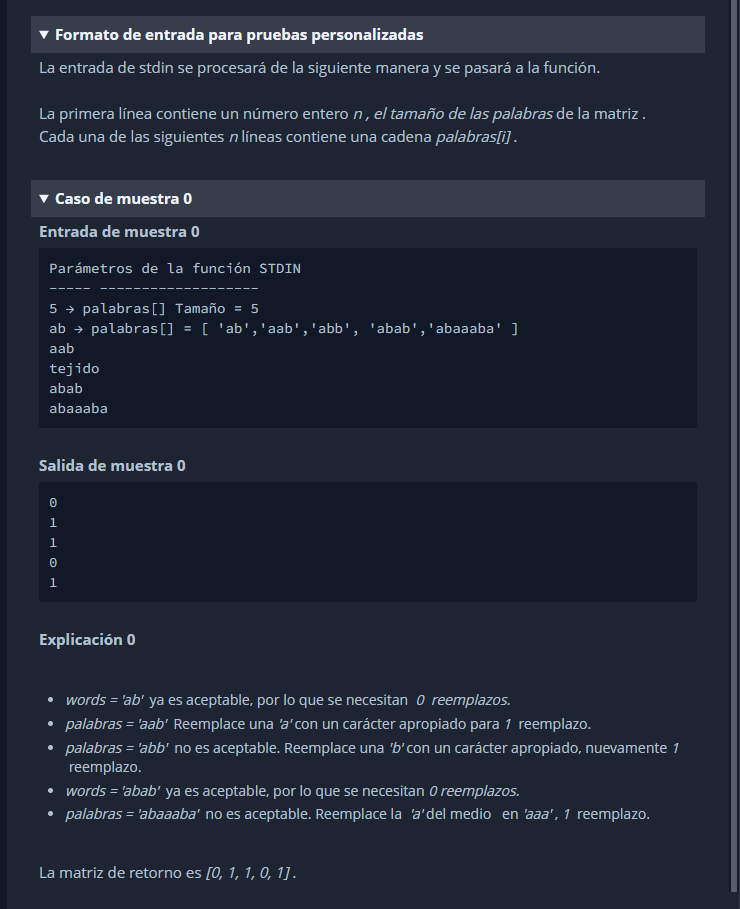 ▼ Formato de entrada para pruebas personalizadas
La entrada de stdin se procesará de la siguiente manera y se pasará a la función.
La primera línea contiene un número entero n , el tamaño de las palabras de la matriz .
Cada una de las siguientes n líneas contiene una cadena palabras[i] .
▼ Caso de muestra 0
Entrada de muestra 0
Parámetros de la función STDIN
----- -------------------
5 → palabras[] Tamaño = 5
ab → palabras[] = [ 'ab','aab','abb', 'abab','abaaaba' ]
aab
tejido
abab
abaaaba
Salida de muestra 0
0
1
1
0
1
Explicación 0
• words = 'ab' ya es aceptable, por lo que se necesitan 0 reemplazos.
• palabras = 'aab' Reemplace una 'a' con un carácter apropiado para 1 reemplazo.
• palabras = 'abb' no es aceptable. Reemplace una 'b' con un carácter apropiado, nuevamente 1
reemplazo.
• words = 'abab' ya es aceptable, por lo que se necesitan 0 reemplazos.
• palabras = 'abaaaba' no es aceptable. Reemplace la 'a' del medio en 'aaa' , 1 reemplazo.
La matriz de retorno es [0, 1, 1, 0, 1] .